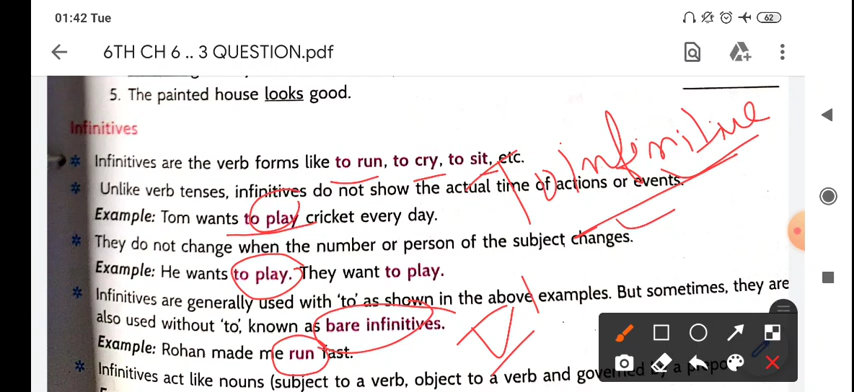 01:42 Tue
62
6TH CH 6 .. 3 QUESTION.pdf
5. The painted house looks good.
Infinitives
* Infinitives are the verb forms like to run, to cry, to sit, etc.
* Unlike verb tenses, infinitives do not show the actual time of actions or events.
Example: Tom wants to play cricket every day.
* They do not change when the number or person of the subject changes.
Example: He wants to play. They want to play.
* Infinitives are generally used with 'to' as shown in the above examples. But sometimes, they are
also used without 'to', known as bare infinitives.
Example: Rohan made me run fast.
* Infinitives act like nouns (subject to a verb, object to a verb and
To infinitive
V1